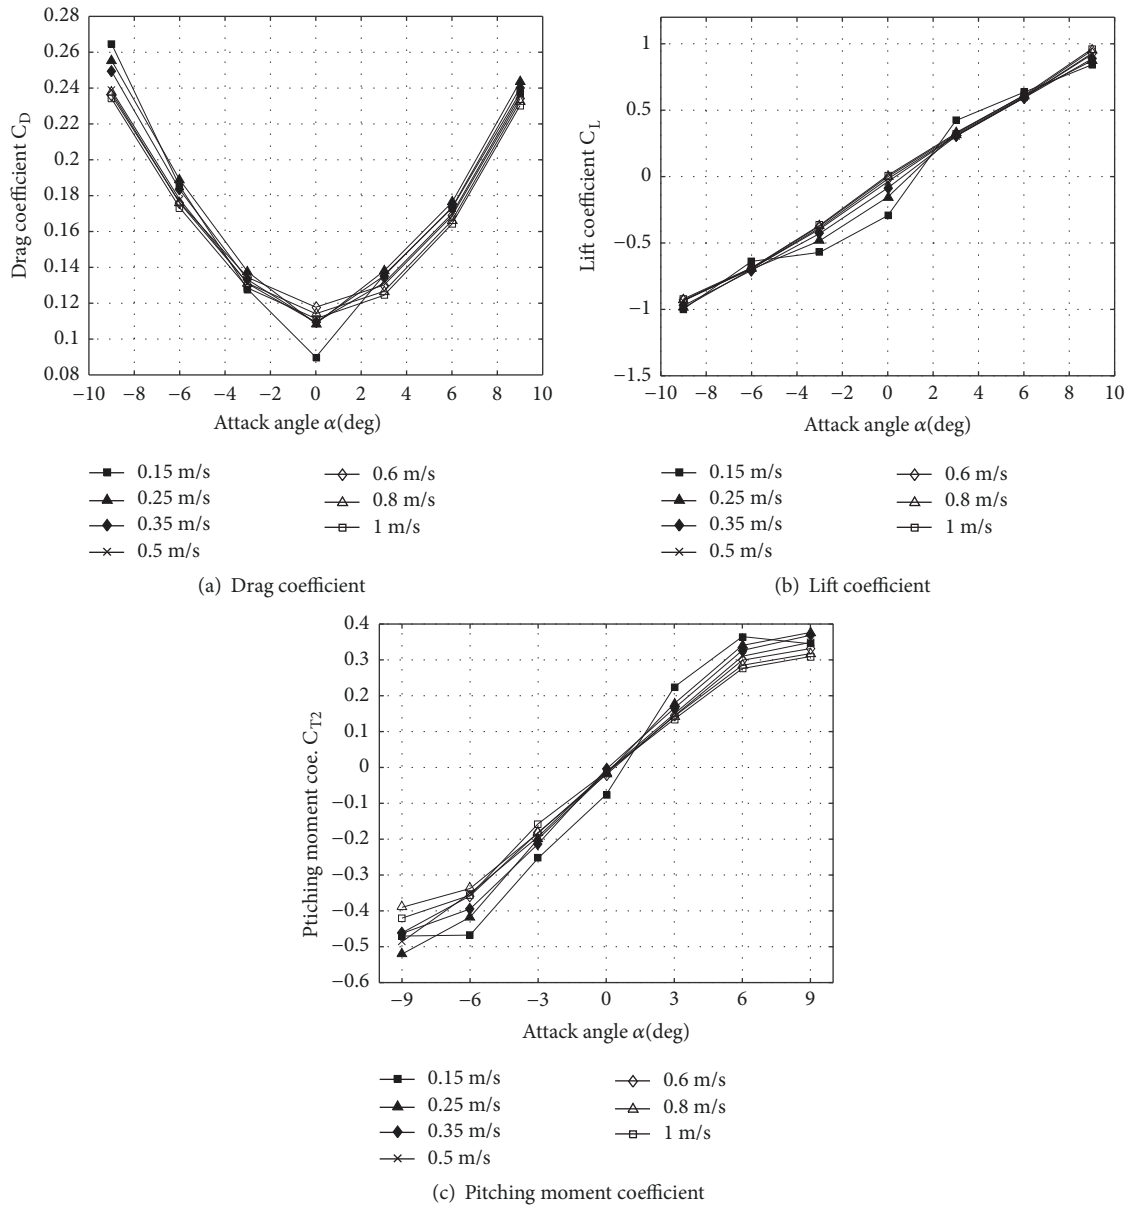 0.28
0.26
0.24
0.22
0.2
0.18
0.16
0.14
0.12
0.1
0.08
Drag coefficient C_D
−10 −8 −6 −4 −2 0 2 4 6 8 10
Attack angle α(deg)
0.15 m/s
0.25 m/s
0.35 m/s
0.5 m/s
0.6 m/s
0.8 m/s
1 m/s
(a) Drag coefficient
1
0.5
0
−0.5
−1
−1.5
Lift coefficient C_L
−10 −8 −6 −4 −2 0 2 4 6 8 10
Attack angle α(deg)
0.15 m/s
0.25 m/s
0.35 m/s
0.5 m/s
0.6 m/s
0.8 m/s
1 m/s
(b) Lift coefficient
0.4
0.3
0.2
0.1
0
−0.1
−0.2
−0.3
−0.4
−0.5
−0.6
Ptiching moment coe. C_T2
−9 −6 −3 0 3 6 9
Attack angle α(deg)
0.15 m/s
0.25 m/s
0.35 m/s
0.5 m/s
0.6 m/s
0.8 m/s
1 m/s
(c) Pitching moment coefficient